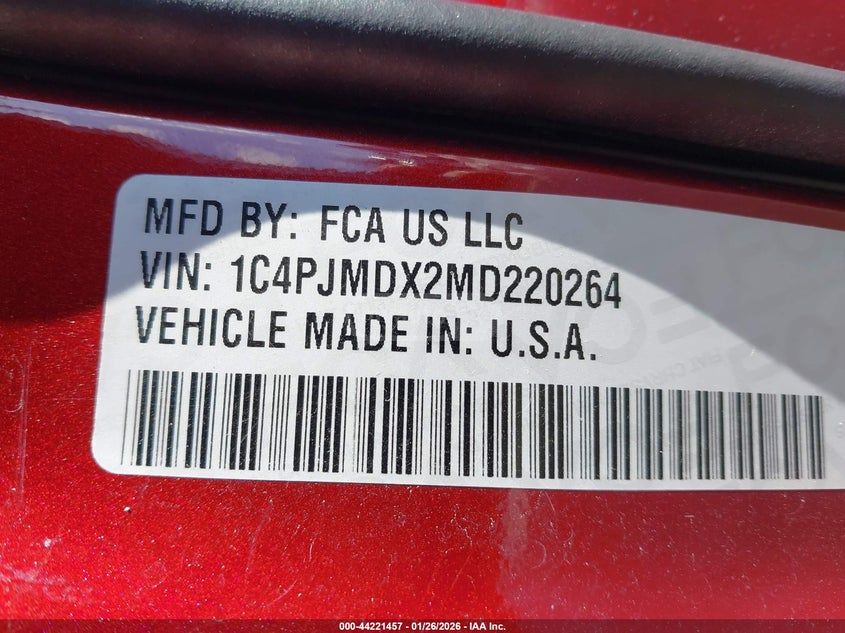 MFD BY: FCA US LLC
VIN: 1C4PJMDX2MD220264
VEHICLE MADE IN: U.S.A.
000-44221457 - 01/26/2026 - IAA Inc.